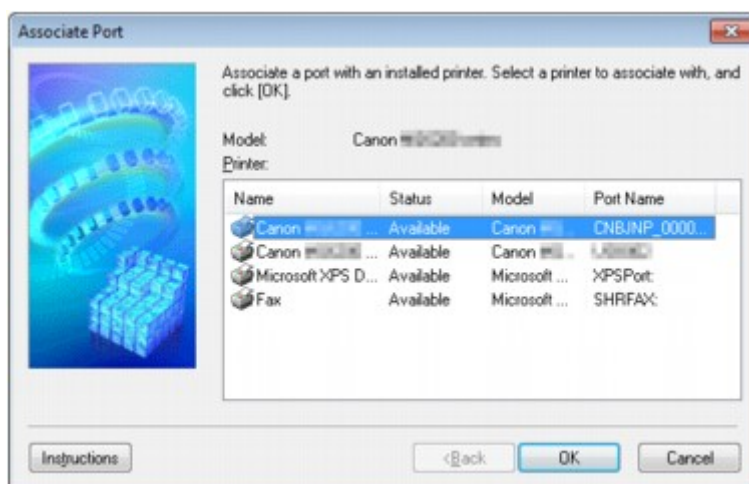 Associate Port
Associate a port with an installed printer. Select a printer to associate with, and
click [OK].
Model: Canon
Printer:
Name Status Model Port Name
Canon ... Available Canon ... CNBJNP_0000...
Canon ... Available Canon ...
Microsoft XPS D... Available Microsoft ... XPSPort:
Fax Available Microsoft ... SHRFAX:
Instructions <Back OK Cancel